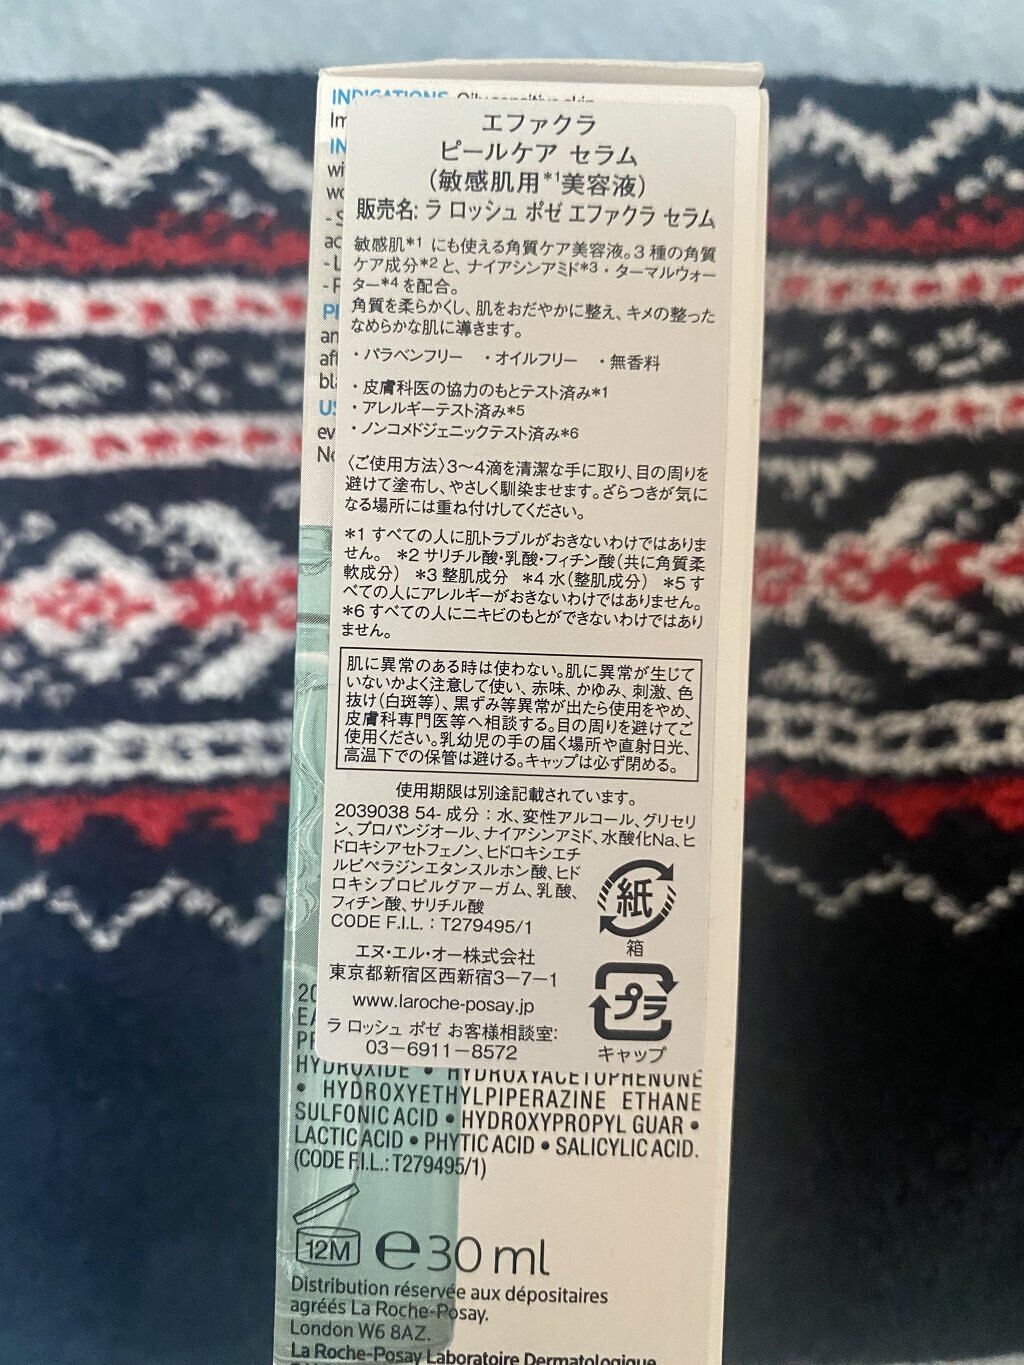 INDICATIONS Oily sensitive skin
Im
エファクラ
ピールケア セラム
(敏感肌用*1美容液)
販売名: ラ ロッシュ ポゼ エファクラ セラム
敏感肌*1 にも使える角質ケア美容液。3 種の角質
ケア成分*2と、ナイアシンアミド*3・ターマルウォー
ター*4 を配合。
角質を柔らかくし、肌をおだやかに整え、キメの整った
なめらかな肌に導きます。
・パラベンフリー ・オイルフリー ・無香料
・皮膚科医の協力のもとテスト済み*1
・アレルギーテスト済み*5
・ノンコメドジェニックテスト済み*6
〈ご使用方法〉3〜4滴を清潔な手に取り、目の周りを
避けて塗布し、やさしく馴染ませます。ざらつきが気に
なる場所には重ね付けしてください。
*1 すべての人に肌トラブルがおきないわけではありま
せん。 *2 サリチル酸・乳酸・フィチン酸(共に角質柔
軟成分) *3 整肌成分 *4 水(整肌成分) *5 す
べての人にアレルギーがおきないわけではありません。
*6 すべての人にニキビのもとができないわけではあり
ません。
肌に異常のある時は使わない。肌に異常が生じて
いないかよく注意して使い、赤味、かゆみ、刺激、色
抜け(白斑等)、黒ずみ等異常が出たら使用をやめ、
皮膚科専門医等へ相談する。目の周りを避けてご
使用ください。乳幼児の手の届く場所や直射日光、
高温下での保管は避ける。キャップは必ず閉める。
使用期限は別途記載されています。
2039038 54- 成分：水、変性アルコール、グリセリ
ン、プロパンジオール、ナイアシンアミド、水酸化Na、ヒ
ドロキシアセトフェノン、ヒドロキシエチ
ルピペラジンエタンスルホン酸、ヒド
ロキシプロピルグアーガム、乳酸、
フィチン酸、サリチル酸
CODE F.I.L.：T279495/1
紙
箱
エヌ・エル・オー株式会社
東京都新宿区西新宿3−7−1
www.laroche-posay.jp
ラ ロッシュ ポゼ お客様相談室:
03−6911−8572
プラ
キャップ
HYDROXIDE • HYDROXYACETOPHENONE
• HYDROXYETHYLPIPERAZINE ETHANE
SULFONIC ACID • HYDROXYPROPYL GUAR •
LACTIC ACID • PHYTIC ACID • SALICYLIC ACID.
(CODE F.I.L.: T279495/1)
12M e 30 ml
Distribution réservée aux dépositaires
agréés La Roche-Posay.
London W6 8AZ.
La Roche-Posay Laboratoire Dermatologique